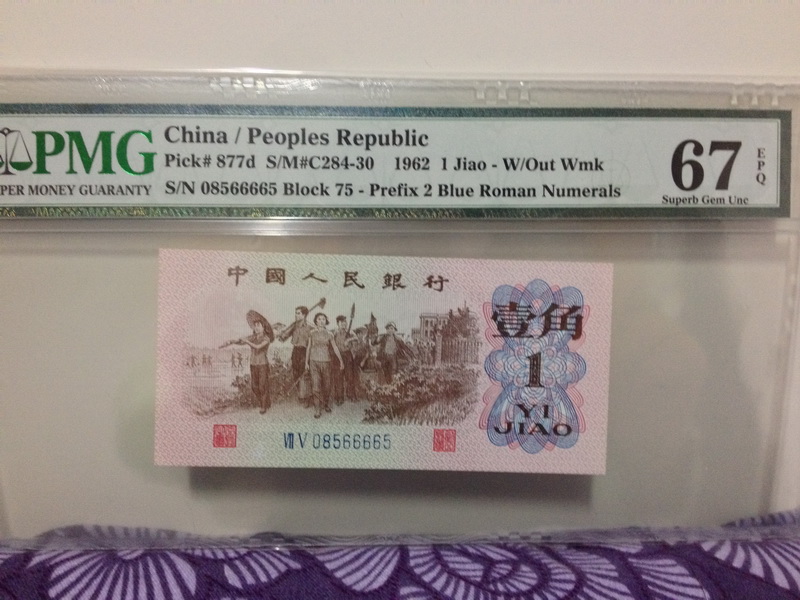 PMG
PER MONEY GUARANTY
China / Peoples Republic
Pick# 877d S/M#C284-30 1962 1 Jiao - W/Out Wmk
S/N 08566665 Block 75 - Prefix 2 Blue Roman Numerals
67
EPQ
Superb Gem Unc
中國人民銀行
壹角
1
YI
JIAO
ⅦⅤ 08566665